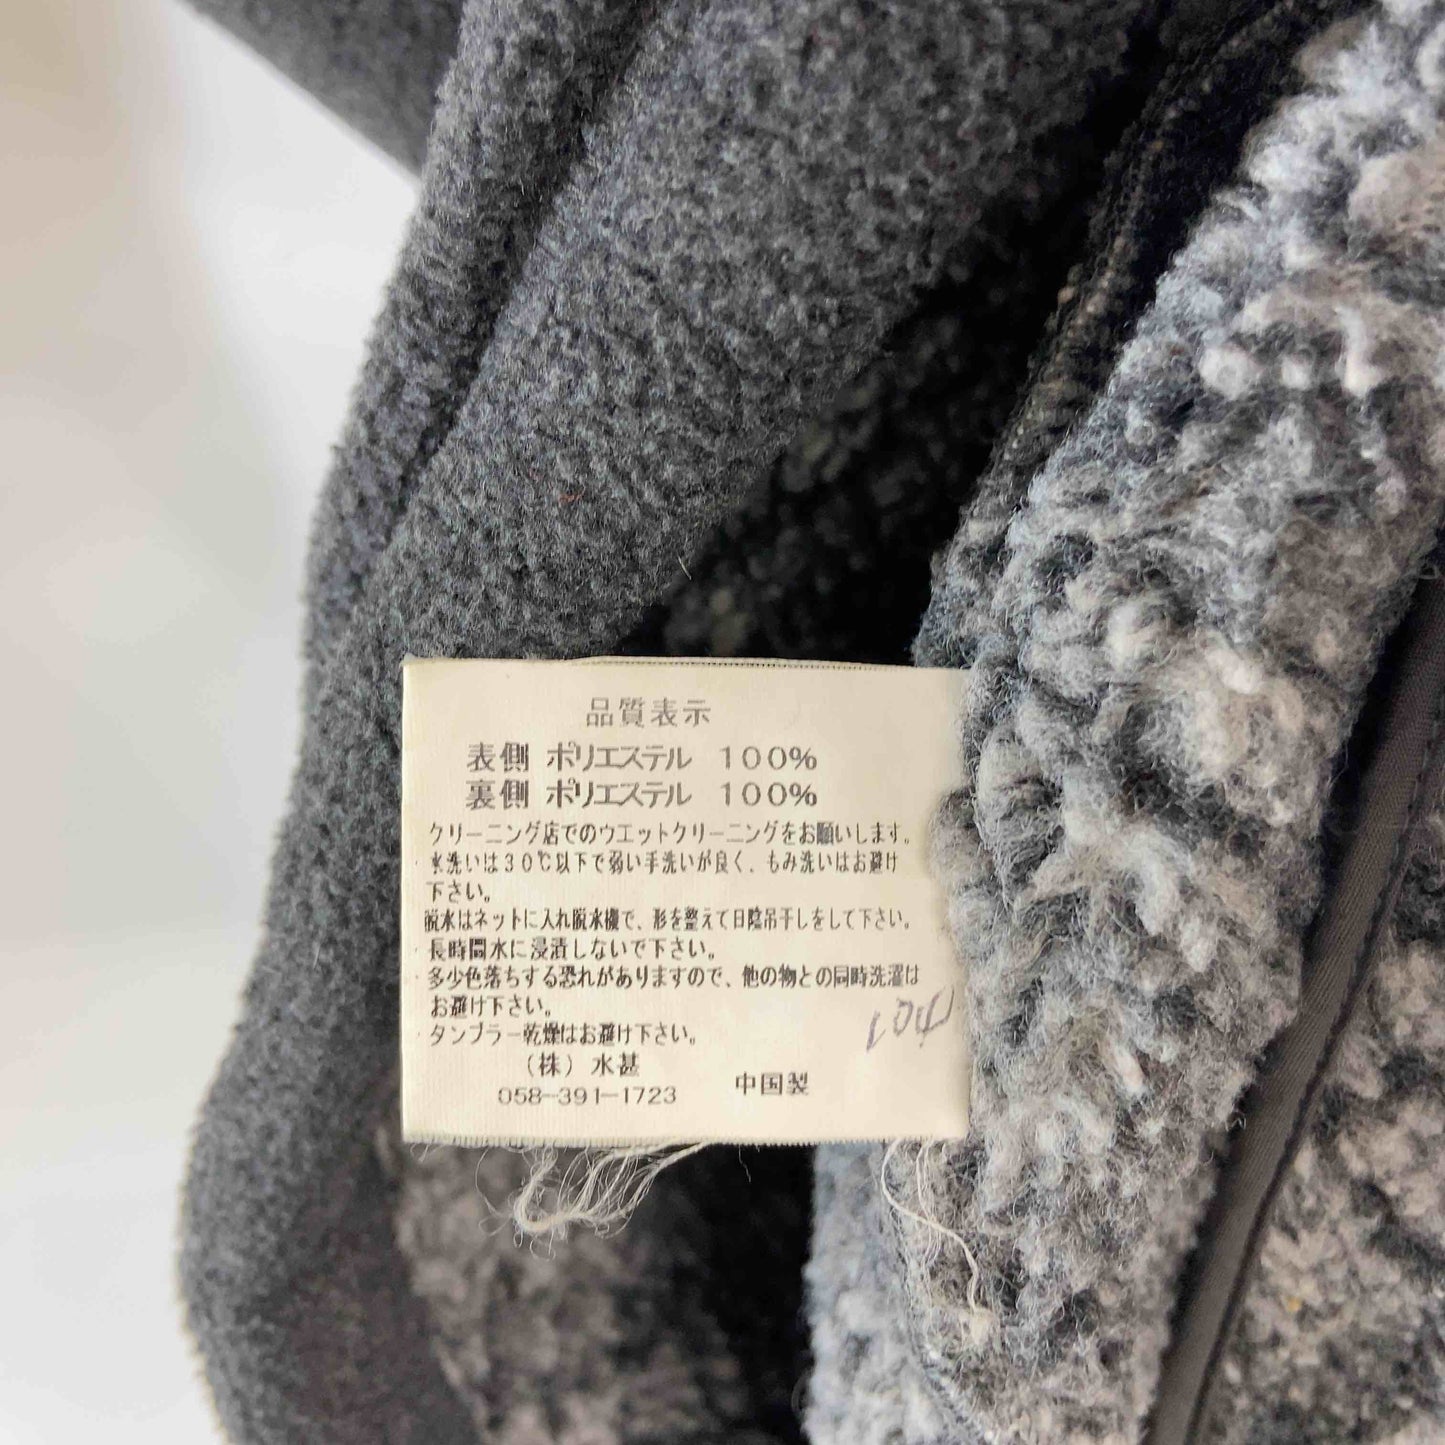 品質表示
表側 ポリエステル 100%
裏側 ポリエステル 100%
クリーニング店でのウエットクリーニングをお願いします。
水洗いは30℃以下で弱い手洗いが良く、もみ洗いはお避け
下さい。
脱水はネットに入れ脱水機で、形を整えて日陰吊干しをして下さい。
長時間水に浸漬しないで下さい。
多少色落ちする恐れがありますので、他の物との同時洗濯は
お避け下さい。
タンブラー乾燥はお避け下さい。
(株)水甚
058-391-1723 中国製